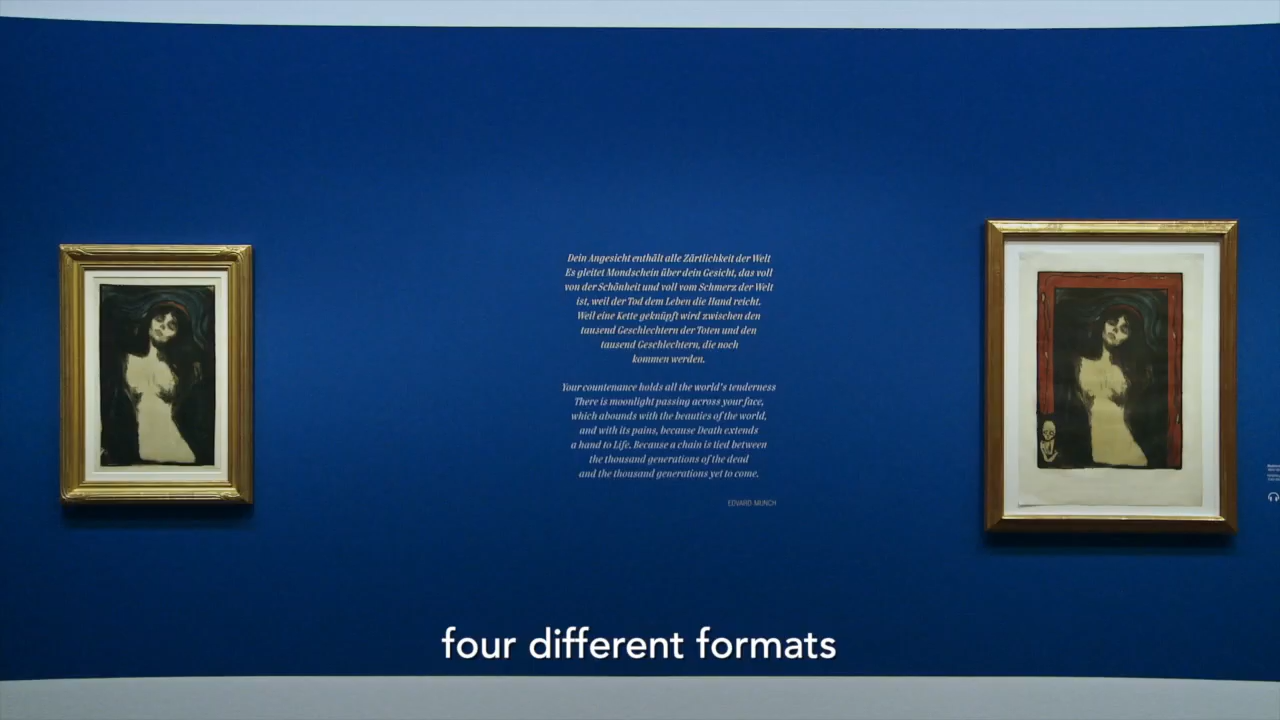 Dein Angesicht enthält alle Zärtlichkeit der Welt
Es gleitet Mondschein über dein Gesicht, das voll
von der Schönheit und voll vom Schmerz der Welt
ist, weil der Tod dem Leben die Hand reicht.
Weil eine Kette geknüpft wird zwischen den
tausend Geschlechtern der Toten und den
tausend Geschlechtern, die noch
kommen werden.
Your countenance holds all the world's tenderness
There is moonlight passing across your face,
which abounds with the beauties of the world,
and with its pains, because Death extends
a hand to Life. Because a chain is tied between
the thousand generations of the dead
and the thousand generations yet to come.
EDVARD MUNCH
four different formats